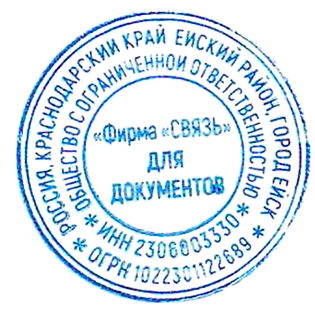 РОССИЯ, КРАСНОДАРСКИЙ КРАЙ ЕЙСКИЙ РАЙОН, ГОРОД ЕЙСК
* ОГРН 1022301122689 *
ОБЩЕСТВО С ОГРАНИЧЕННОЙ ОТВЕТСТВЕННОСТЬЮ
* ИНН 2306003330 *
«Фирма «СВЯЗЬ»
ДЛЯ
ДОКУМЕНТОВ